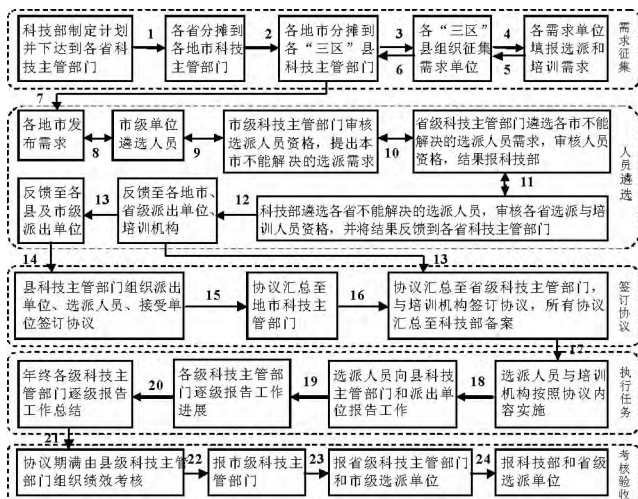 科技部制定计划
并下达到各省科
技主管部门
1
各省分摊到
各地市科技
主管部门
2
各地市分摊到
各“三区”县
科技主管部门
3
6
各“三区”
县组织征集
需求单位
4
5
各需求单位
填报选派和
培训需求
需求征集
7
各地市发
布需求
8
市级单位
遴选人员
9
市级科技主管部门审核
选派人员资格，提出本
市不能解决的选派需求
10
省级科技主管部门遴选各市不能
解决的选派人员需求，审核人员
资格，结果报科技部
11
人员遴选
反馈至各
县及市级
派出单位
13
反馈至各地市、
省级派出单位、
培训机构
12
科技部遴选各省不能解决的选派人员，审核各省选派与培
训人员资格，并将结果反馈到各省科技主管部门
14
13
县科技主管部门组织派出
单位、选派人员、接受单
位签订协议
15
协议汇总至
地市科技主
管部门
16
协议汇总至省级科技主管部门，
与培训机构签订协议，所有协议
汇总至科技部备案
签订协议
17
年终各级科技主
管部门逐级报告
工作总结
20
各级科技主管部
门逐级报告工作
进展
19
选派人员向县科技
主管部门和派出单
位报告工作
18
选派人员与培训
机构按照协议内
容实施
执行任务
21
协议期满由县级科技主管
部门组织绩效考核
22
报市级科技主
管部门
23
报省级科技主管部门
和市级选派单位
24
报科技部和省级
选派单位
考核验收